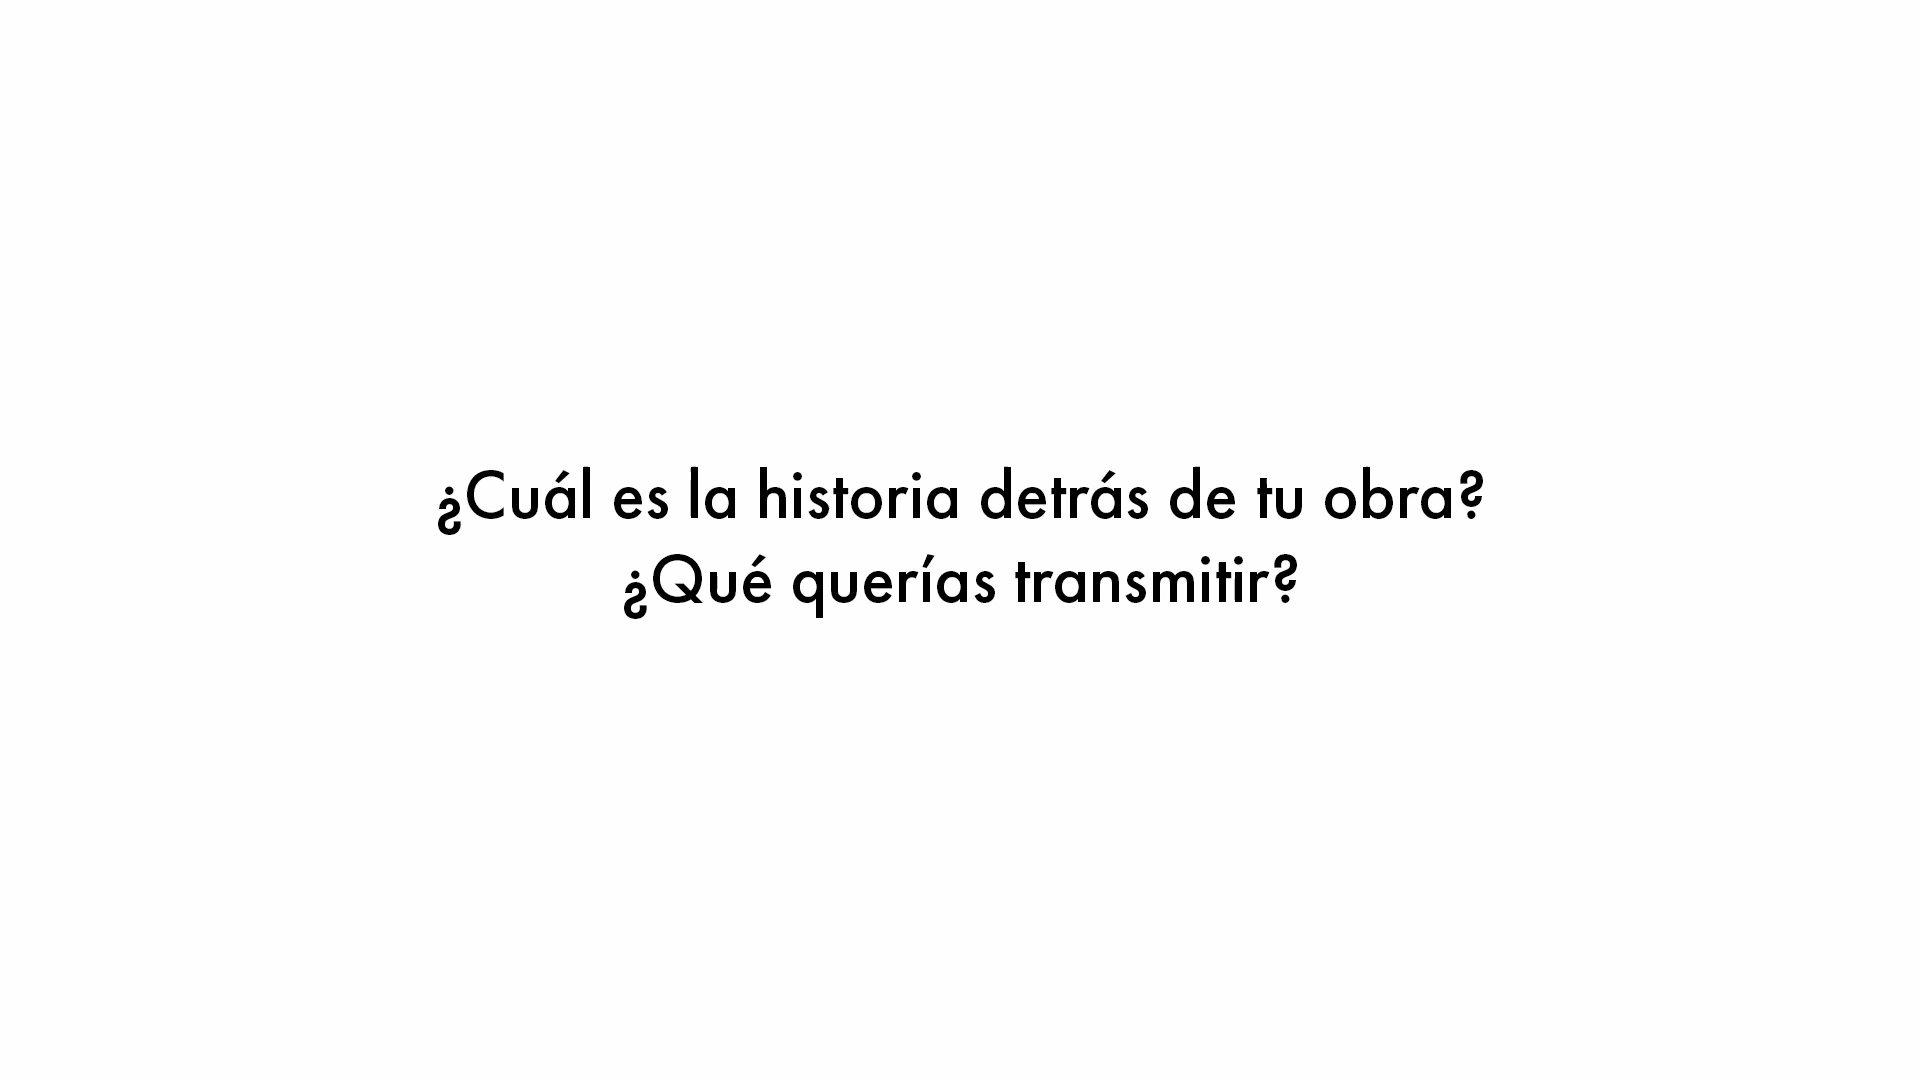 ¿Cuál es la historia detrás de tu obra?
¿Qué querías transmitir?